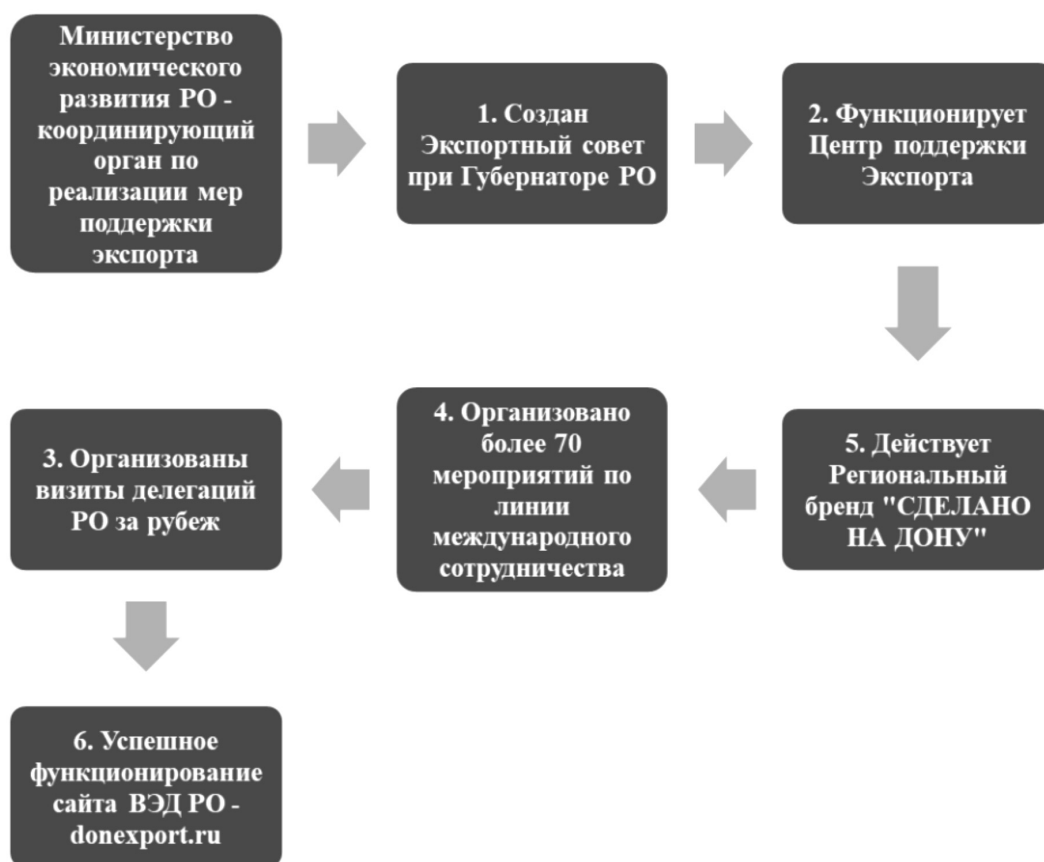 Министерство
экономического
развития РО -
координирующий
орган по
реализации мер
поддержки
экспорта
1. Создан
Экспортный совет
при Губернаторе РО
2. Функционирует
Центр поддержки
Экспорта
3. Организованы
визиты делегаций
РО за рубеж
4. Организовано
более 70
мероприятий по
линии
международного
сотрудничества
5. Действует
Региональный
бренд "СДЕЛАНО
НА ДОНУ"
6. Успешное
функционирование
сайта ВЭД РО -
donexport.ru